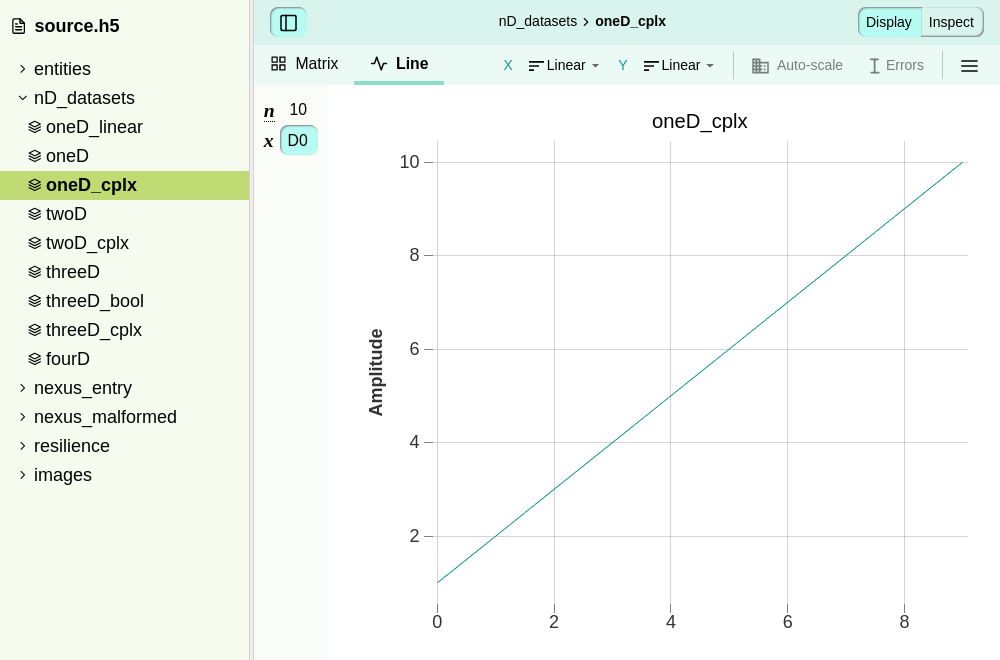 source.h5
entities
nD_datasets
oneD_linear
oneD
oneD_cplx
twoD
twoD_cplx
threeD
threeD_bool
threeD_cplx
fourD
nexus_entry
nexus_malformed
resilience
images
nD_datasets › oneD_cplx
Display Inspect
Matrix Line X Linear Y Linear Auto-scale Errors
n 10
x D0
oneD_cplx
10
8
6
4
2
Amplitude
0 2 4 6 8